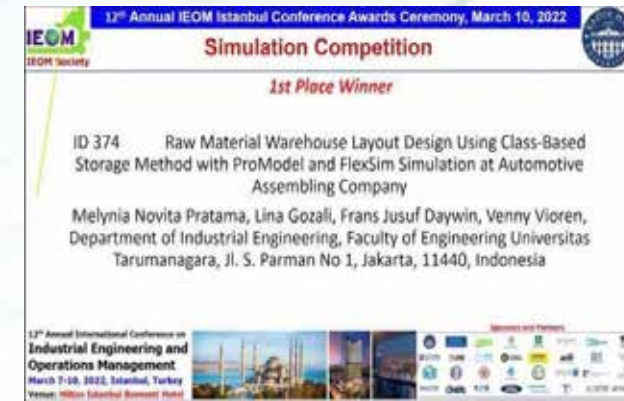 12th Annual IEOM Istanbul Conference Awards Ceremony, March 10, 2022
IEOM
IEOM Society
Simulation Competition
1st Place Winner
ID 374 Raw Material Warehouse Layout Design Using Class-Based
Storage Method with ProModel and FlexSim Simulation at Automotive
Assembling Company
Melynia Novita Pratama, Lina Gozali, Frans Jusuf Daywin, Venny Vioren,
Department of Industrial Engineering, Faculty of Engineering Universitas
Tarumanagara, Jl. S. Parman No 1, Jakarta, 11440, Indonesia
12th Annual International Conference on
Industrial Engineering and
Operations Management
March 7-10, 2022, Istanbul, Turkey
Venue: Hilton Istanbul Bomonti Hotel
Sponsors and Partners